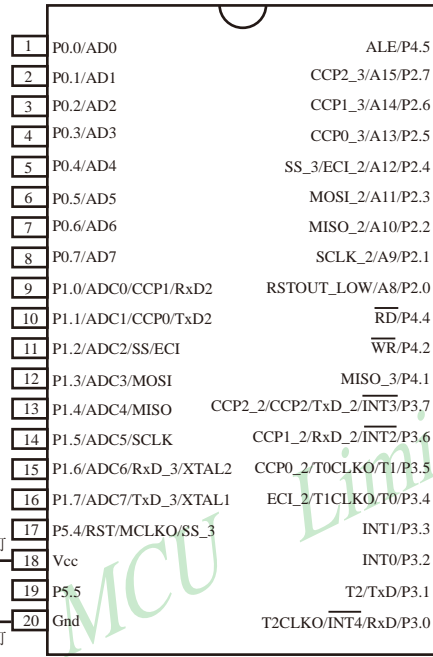 1 P0.0/AD0 ALE/P4.5
2 P0.1/AD1 CCP2_3/A15/P2.7
3 P0.2/AD2 CCP1_3/A14/P2.6
4 P0.3/AD3 CCP0_3/A13/P2.5
5 P0.4/AD4 SS_3/ECI_2/A12/P2.4
6 P0.5/AD5 MOSI_2/A11/P2.3
7 P0.6/AD6 MISO_2/A10/P2.2
8 P0.7/AD7 SCLK_2/A9/P2.1
9 P1.0/ADC0/CCP1/RxD2 RSTOUT_LOW/A8/P2.0
10 P1.1/ADC1/CCP0/TxD2 RD/P4.4
11 P1.2/ADC2/SS/ECI WR/P4.2
12 P1.3/ADC3/MOSI MISO_3/P4.1
13 P1.4/ADC4/MISO CCP2_2/CCP2/TxD_2/INT3/P3.7
14 P1.5/ADC5/SCLK CCP1_2/RxD_2/INT2/P3.6
15 P1.6/ADC6/RxD_3/XTAL2 CCP0_2/T0CLKO/T1/P3.5
16 P1.7/ADC7/TxD_3/XTAL1 ECI_2/T1CLKO/T0/P3.4
17 P5.4/RST/MCLKO/SS_3 INT1/P3.3
18 Vcc INT0/P3.2
19 P5.5 T2/TxD/P3.1
20 Gnd T2CLKO/INT4/RxD/P3.0
MCU